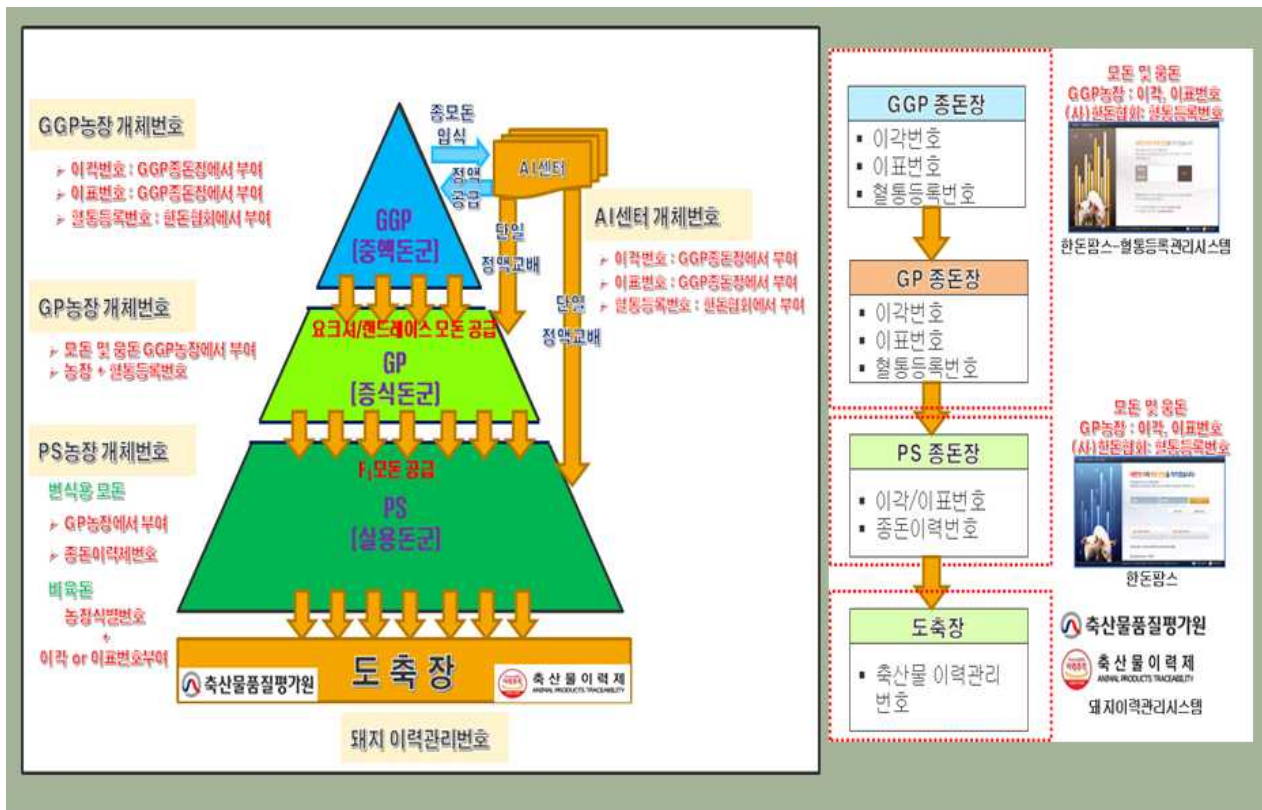 GGP농장 개체번호
➢ 이각번호 : GGP종돈장에서 부여
➢ 이표번호 : GGP종돈장에서 부여
➢ 혈통등록번호 : 한돈협회에서 부여
GP농장 개체번호
➢ 모돈 및 웅돈 GGP농장에서 부여
➢ 농장 + 혈통등록번호
PS농장 개체번호
번식용 모돈
➢ GP농장에서 부여
➢ 종돈이력제번호
비육돈
농장식별번호
+
이각 or 이표번호부여
종모돈
입식
정액
공급
AI센터
GGP
[중핵돈군]
단일
정액교배
단일
정액교배
요크셔/랜드레이스 모돈 공급
GP
[증식돈군]
F1모돈 공급
PS
[실용돈군]
AI센터 개체번호
➢ 이각번호 : GGP종돈장에서 부여
➢ 이표번호 : GGP종돈장에서 부여
➢ 혈통등록번호 : 한돈협회에서 부여
축산물품질평가원
도 축 장
축 산 물 이 력 제
ANIMAL PRODUCTS TRACEABILITY
돼지 이력관리번호
GGP 종돈장
▪ 이각번호
▪ 이표번호
▪ 혈통등록번호
GP 종돈장
▪ 이각번호
▪ 이표번호
▪ 혈통등록번호
PS 종돈장
▪ 이각/이표번호
▪ 종돈이력번호
도축장
▪ 축산물 이력관리
번호
모돈 및 웅돈
GGP농장 : 이각, 이표번호
(사)한돈협회: 혈통등록번호
한돈팜스-혈통등록관리시스템
모돈 및 웅돈
GP농장 : 이각, 이표번호
(사)한돈협회: 혈통등록번호
한돈팜스
축산물품질평가원
축 산 물 이 력 제
ANIMAL PRODUCTS TRACEABILITY
돼지이력관리시스템